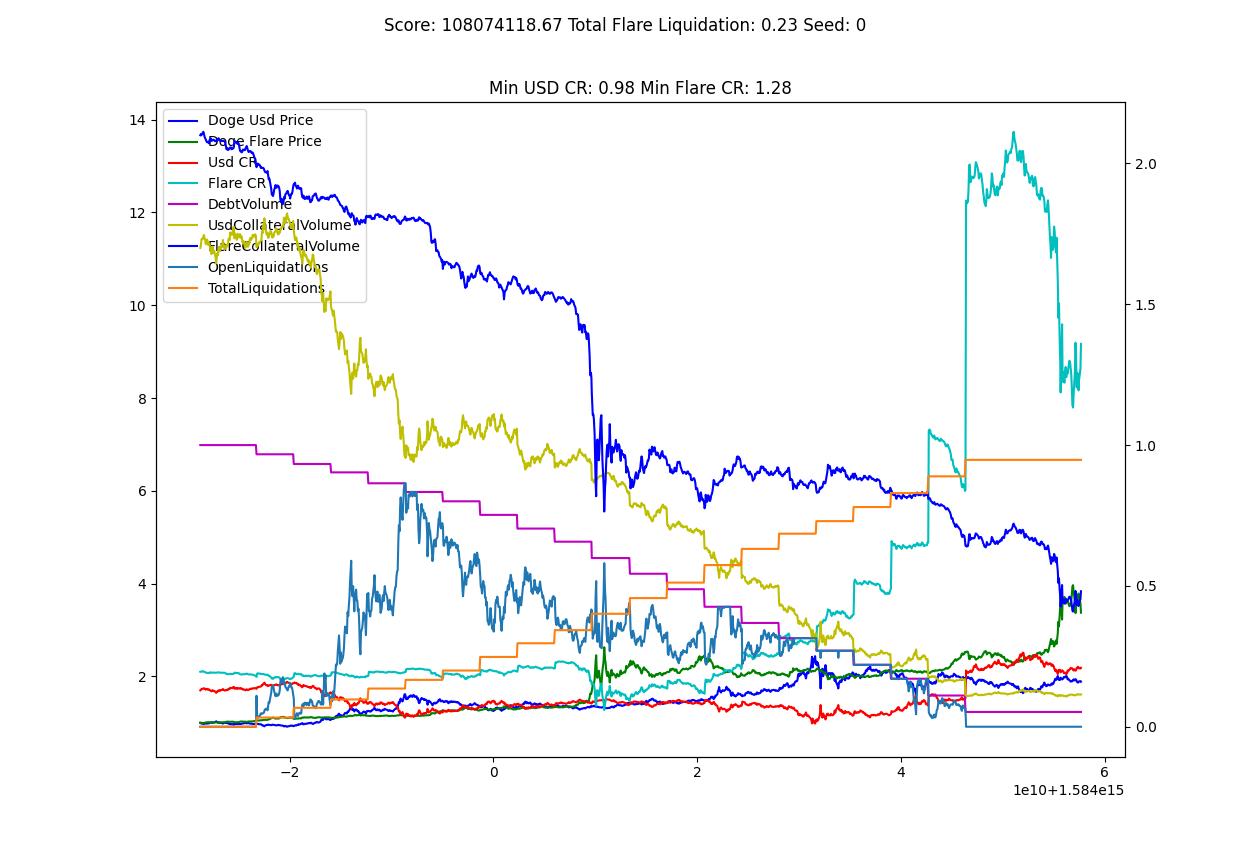 Score: 108074118.67 Total Flare Liquidation: 0.23 Seed: 0
Min USD CR: 0.98 Min Flare CR: 1.28
14
12
10
8
6
4
2
Doge Usd Price
Doge Flare Price
Usd CR
Flare CR
DebtVolume
UsdCollateralVolume
FlareCollateralVolume
OpenLiquidations
TotalLiquidations
2.0
1.5
1.0
0.5
0.0
−2
0
2
4
6
1e10+1.584e15